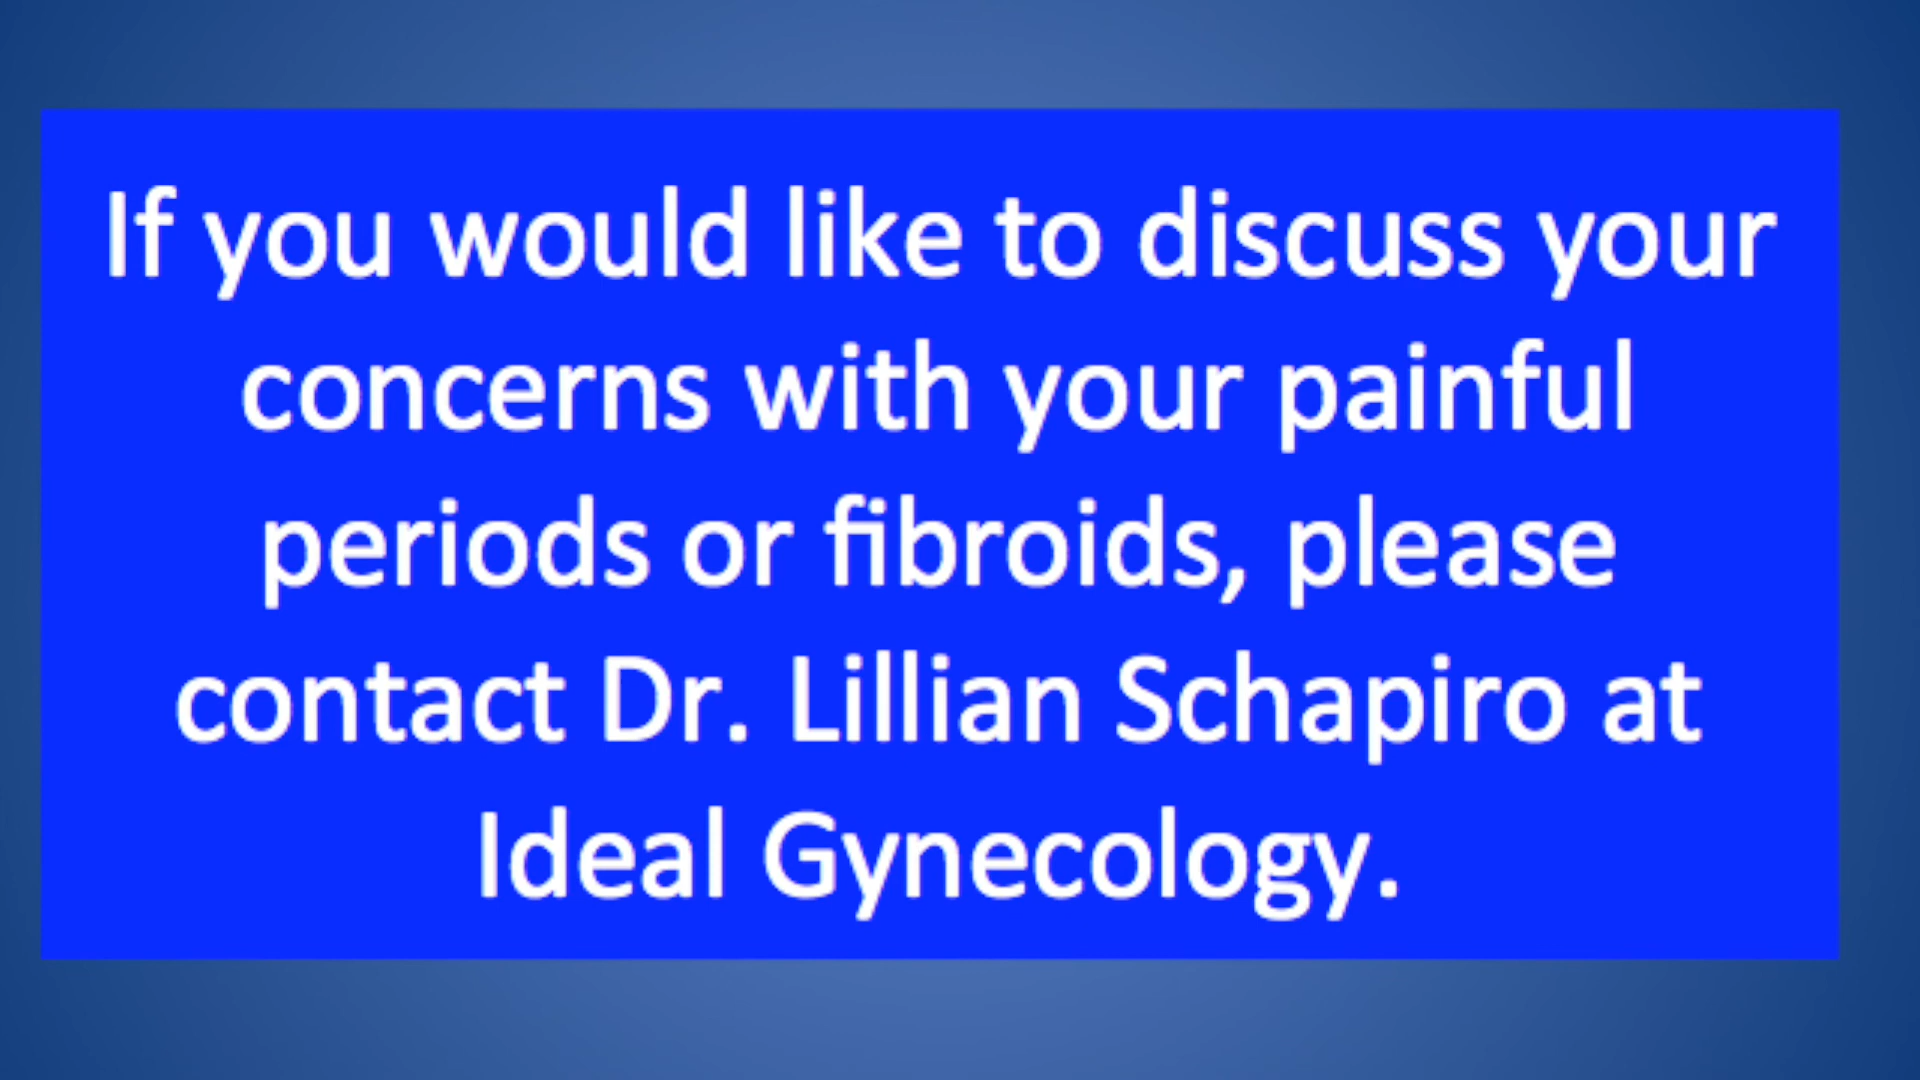 If you would like to discuss your
concerns with your painful
periods or fibroids, please
contact Dr. Lillian Schapiro at
Ideal Gynecology.